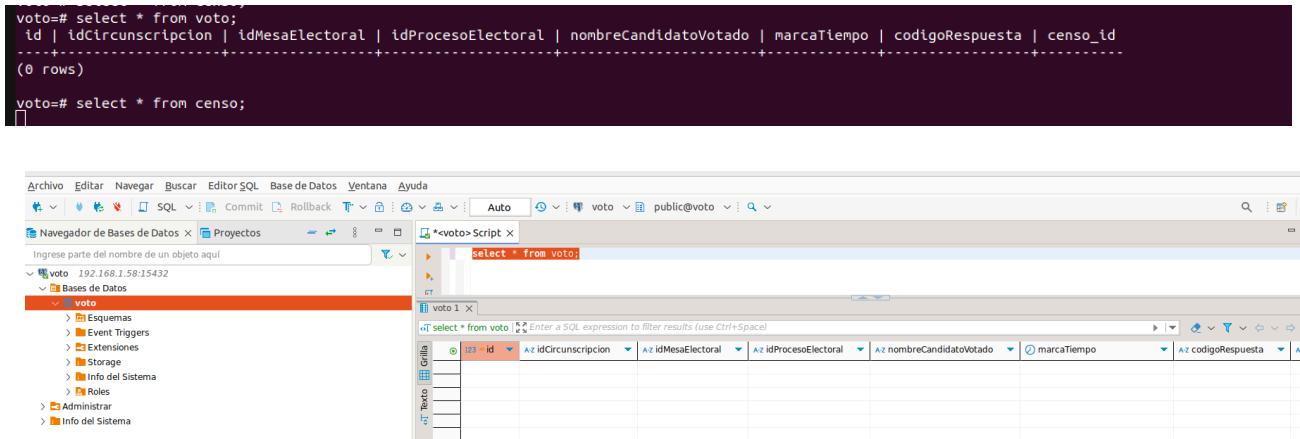 voto=# select * from voto;
id | idCircunscripcion | idMesaElectoral | idProcesoElectoral | nombreCandidatoVotado | marcaTiempo | codigoRespuesta | censo_id
----+-------------------+-----------------+--------------------+-----------------------+-------------+-----------------+----------
(0 rows)
voto=# select * from censo;
Archivo Editar Navegar Buscar Editor SQL Base de Datos Ventana Ayuda
SQL Commit Rollback Auto voto public@voto
Navegador de Bases de Datos Proyectos
*<voto> Script
Ingrese parte del nombre de un objeto aquí
select * from voto;
voto 192.168.1.58:15432
Bases de Datos
voto
Esquemas
Event Triggers
Extensiones
Storage
Info del Sistema
Roles
Administrar
Info del Sistema
voto 1
select * from voto Enter a SQL expression to filter results (use Ctrl+Space)
Grilla
Texto
123 id A-Z idCircunscripcion A-Z idMesaElectoral A-Z idProcesoElectoral A-Z nombreCandidatoVotado marcaTiempo A-Z codigoRespuesta